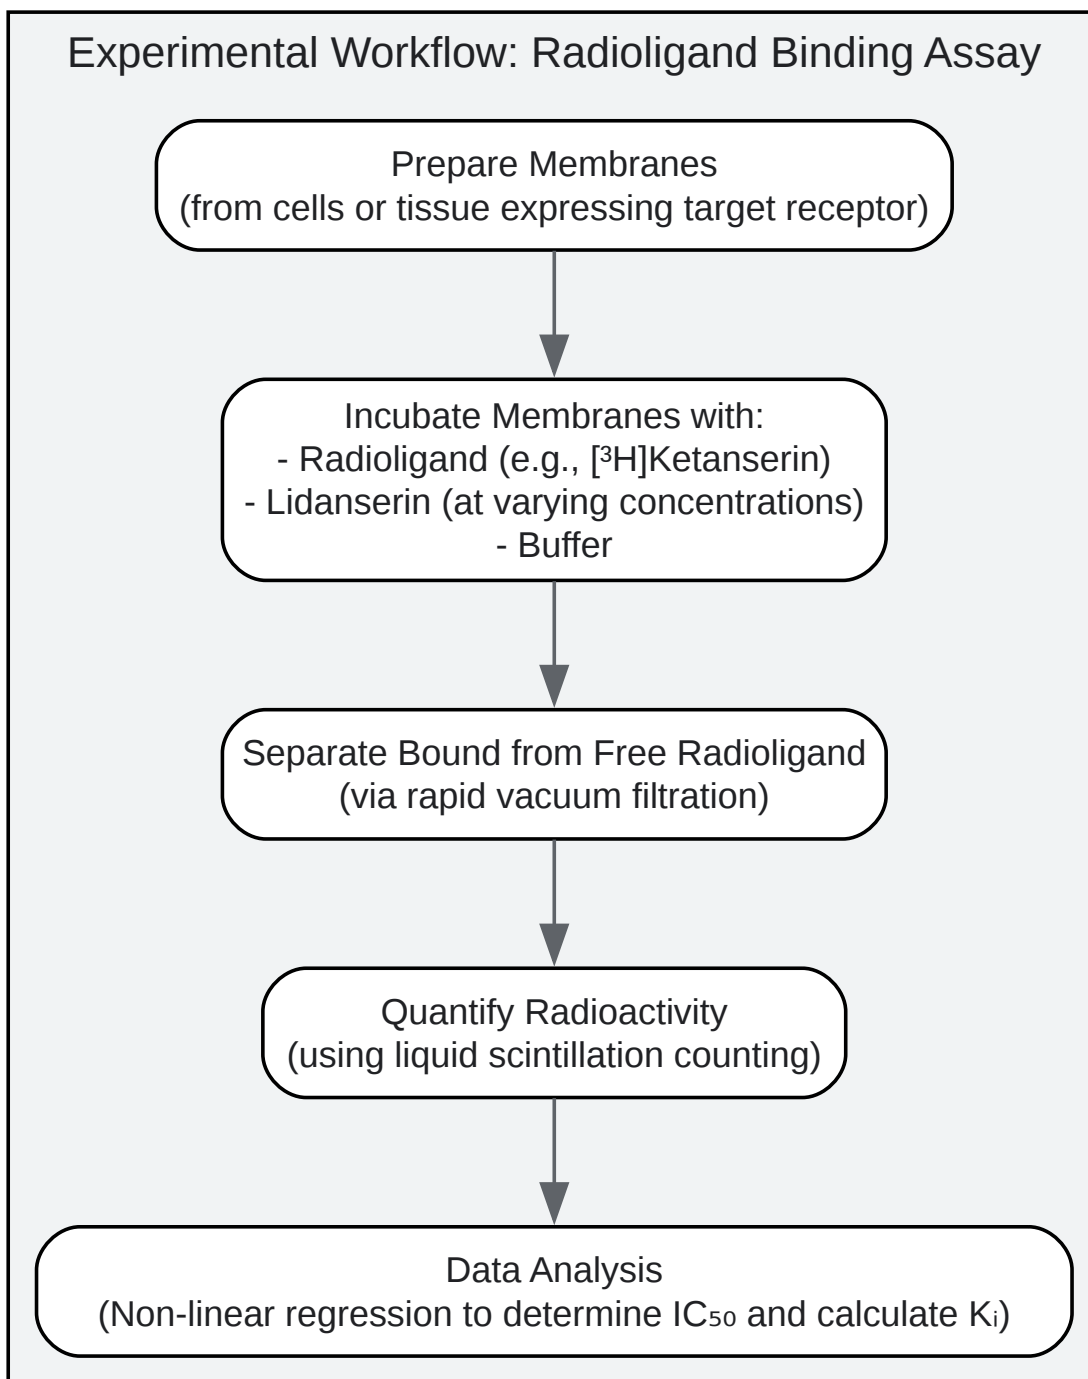 Experimental Workflow: Radioligand Binding Assay
Prepare Membranes
(from cells or tissue expressing target receptor)
Incubate Membranes with:
- Radioligand (e.g., [³H]Ketanserin)
- Lidanserin (at varying concentrations)
- Buffer
Separate Bound from Free Radioligand
(via rapid vacuum filtration)
Quantify Radioactivity
(using liquid scintillation counting)
Data Analysis
(Non-linear regression to determine IC₅₀ and calculate Kᵢ)